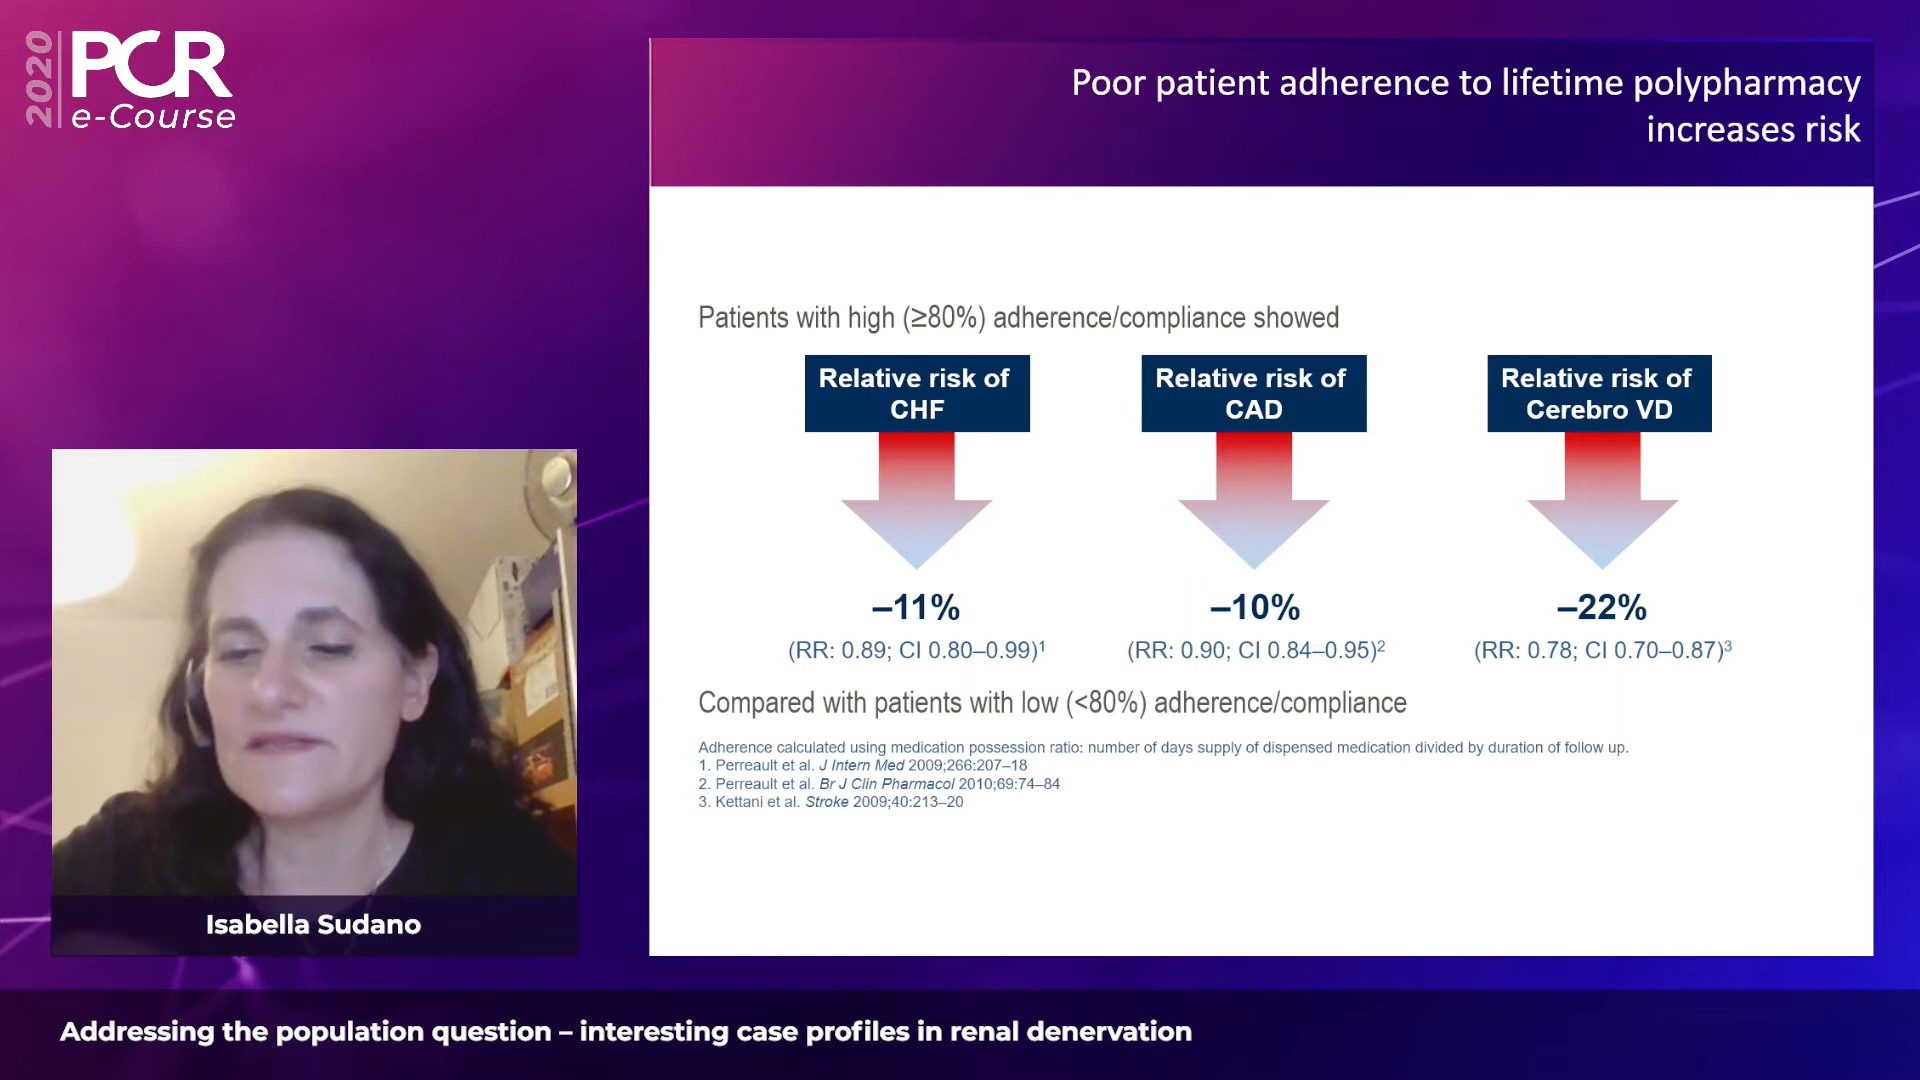 2020
PCR
e-Course
Poor patient adherence to lifetime polypharmacy
increases risk
Patients with high (≥80%) adherence/compliance showed
Relative risk of
CHF
Relative risk of
CAD
Relative risk of
Cerebro VD
–11%
–10%
–22%
(RR: 0.89; CI 0.80–0.99)¹
(RR: 0.90; CI 0.84–0.95)²
(RR: 0.78; CI 0.70–0.87)³
Compared with patients with low (<80%) adherence/compliance
Adherence calculated using medication possession ratio: number of days supply of dispensed medication divided by duration of follow up.
1. Perreault et al. J Intern Med 2009;266:207–18
2. Perreault et al. Br J Clin Pharmacol 2010;69:74–84
3. Kettani et al. Stroke 2009;40:213–20
Isabella Sudano
Addressing the population question – interesting case profiles in renal denervation